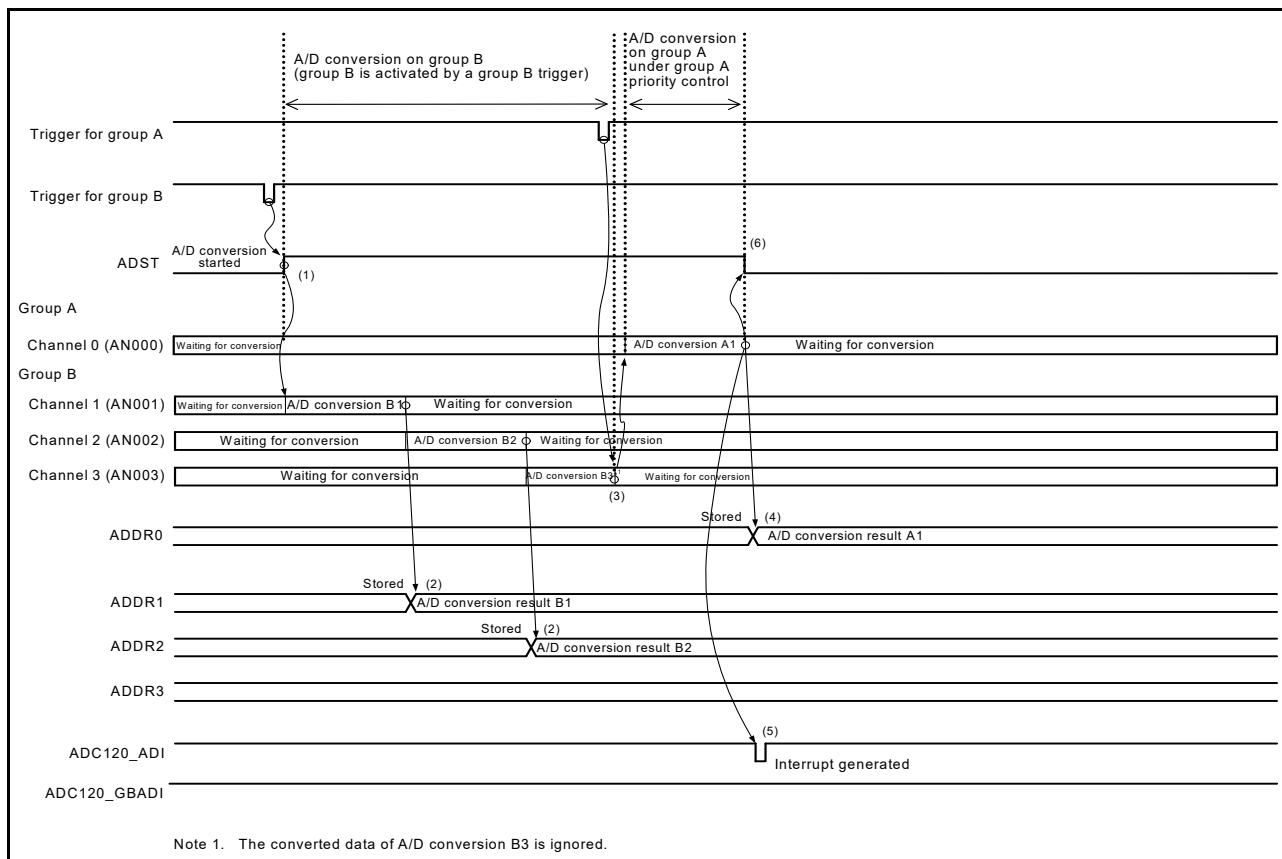 A/D conversion on group B
(group B is activated by a group B trigger)
A/D conversion
on group A
under group A
priority control
Trigger for group A
Trigger for group B
A/D conversion
started
ADST
(1)
(6)
Group A
Channel 0 (AN000)
Waiting for conversion
A/D conversion A1
Waiting for conversion
Group B
Channel 1 (AN001)
Waiting for conversion
A/D conversion B1
Waiting for conversion
Channel 2 (AN002)
Waiting for conversion
A/D conversion B2
Waiting for conversion
Channel 3 (AN003)
Waiting for conversion
A/D conversion B3*1
Waiting for conversion
(3)
Stored
(4)
ADDR0
A/D conversion result A1
Stored
(2)
ADDR1
A/D conversion result B1
Stored
(2)
ADDR2
A/D conversion result B2
ADDR3
ADC120_ADI
(5)
Interrupt generated
ADC120_GBADI
Note 1. The converted data of A/D conversion B3 is ignored.